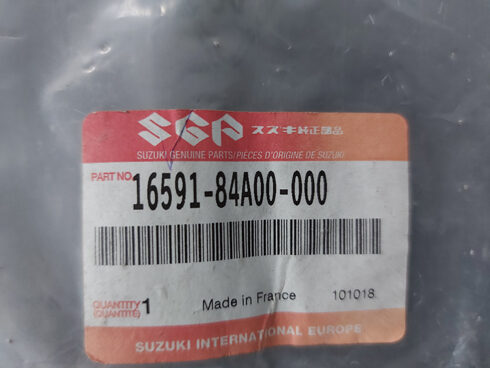 SGP スズキ純正部品
SUZUKI GENUINE PARTS/PIÈCES D'ORIGINE DE SUZUKI
PART NO. 16591-84A00-000
QUANTITY
(QUANTITÉ) 1 Made in France 101018
SUZUKI INTERNATIONAL EUROPE